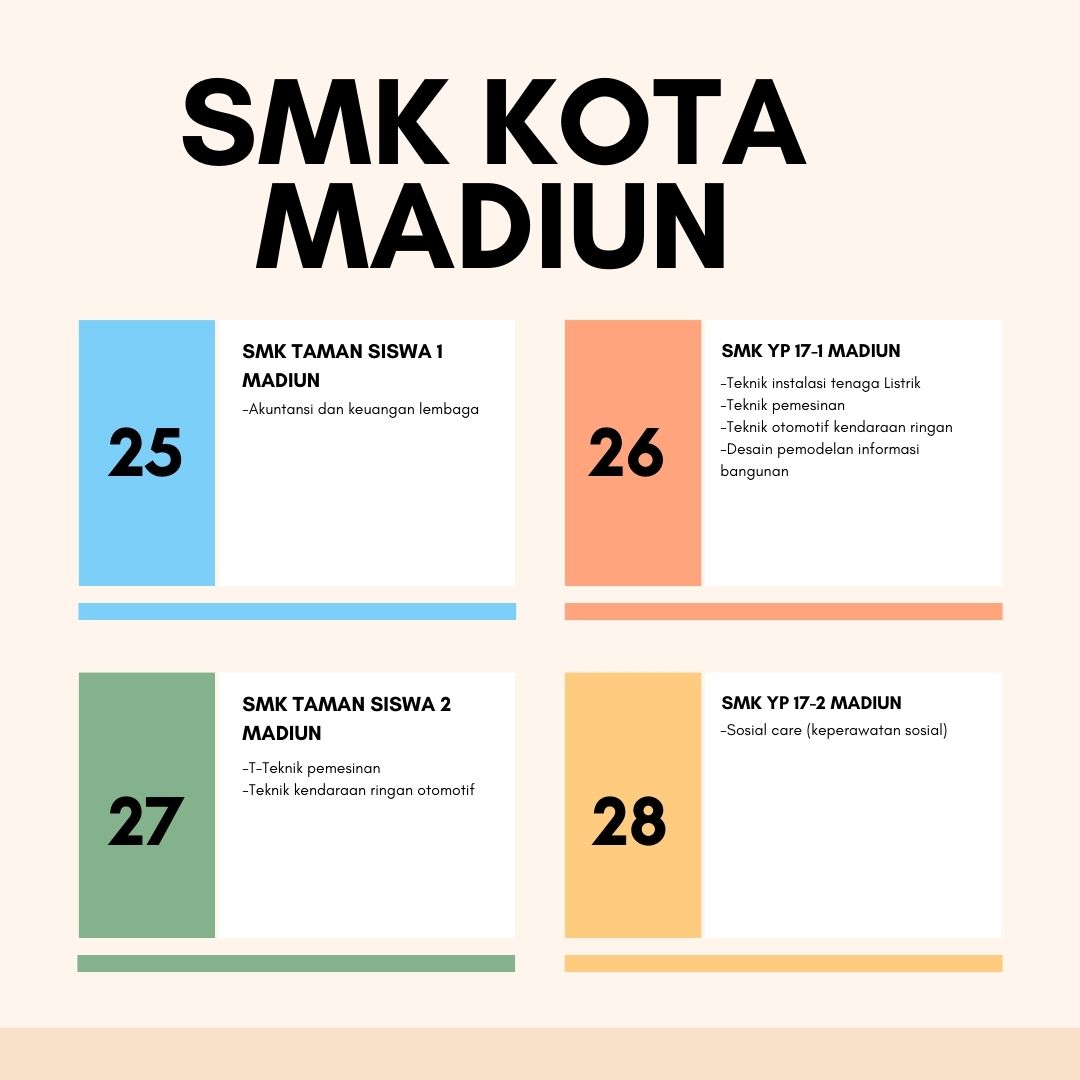 SMK KOTA
MADIUN
25
SMK TAMAN SISWA 1
MADIUN
-Akuntansi dan keuangan lembaga
26
SMK YP 17-1 MADIUN
-Teknik instalasi tenaga Listrik
-Teknik pemesinan
-Teknik otomotif kendaraan ringan
-Desain pemodelan informasi
bangunan
27
SMK TAMAN SISWA 2
MADIUN
-T-Teknik pemesinan
-Teknik kendaraan ringan otomotif
28
SMK YP 17-2 MADIUN
-Sosial care (keperawatan sosial)